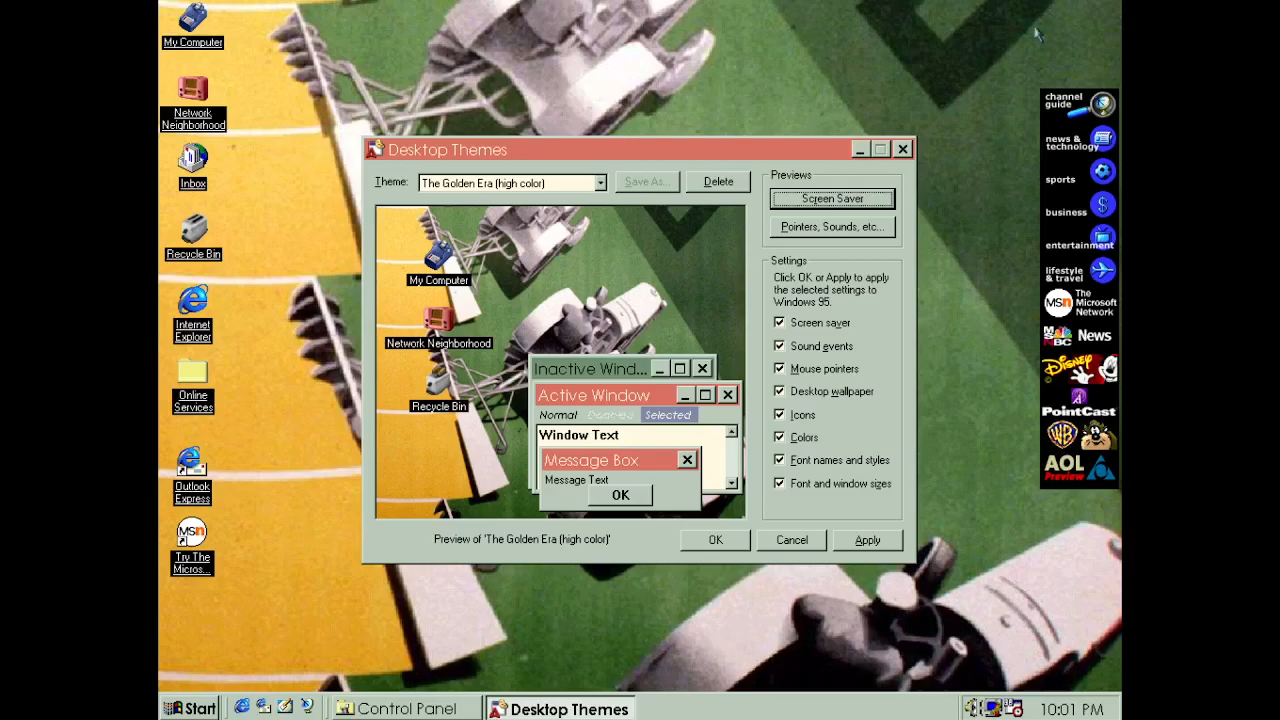 My Computer
Network
Neighborhood
Inbox
Recycle Bin
Internet
Explorer
Online
Services
Outlook
Express
MSn
Try The
Micros...
Desktop Themes
Theme:
The Golden Era (high color)
Save As...
Delete
My Computer
Network Neighborhood
Recycle Bin
Inactive Wind...
Active Window
Normal
Disabled
Selected
Window Text
Message Box
Message Text
OK
Preview of 'The Golden Era (high color)'
Previews
Screen Saver
Pointers, Sounds, etc...
Settings
Click OK or Apply to apply
the selected settings to
Windows 95.
Screen saver
Sound events
Mouse pointers
Desktop wallpaper
Icons
Colors
Font names and styles
Font and window sizes
OK
Cancel
Apply
channel
guide
news &
technology
sports
business
entertainment
lifestyle
& travel
MSn
The
Microsoft
Network
MSNBC
News
Disney
PointCast
WB
AOL
Preview
Start
Control Panel
Desktop Themes
10:01 PM